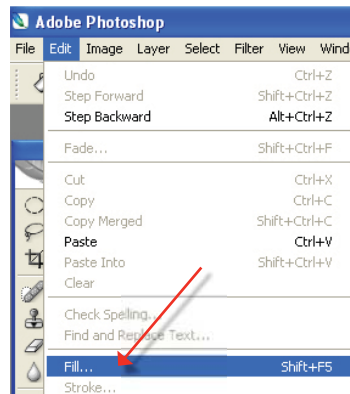 Adobe Photoshop
File Edit Image Layer Select Filter View Wind
Undo Ctrl+Z
Step Forward Shift+Ctrl+Z
Step Backward Alt+Ctrl+Z
Fade... Shift+Ctrl+F
Cut Ctrl+X
Copy Ctrl+C
Copy Merged Shift+Ctrl+C
Paste Ctrl+V
Paste Into Shift+Ctrl+V
Clear
Check Spelling...
Find and Replace Text...
Fill... Shift+F5
Stroke...